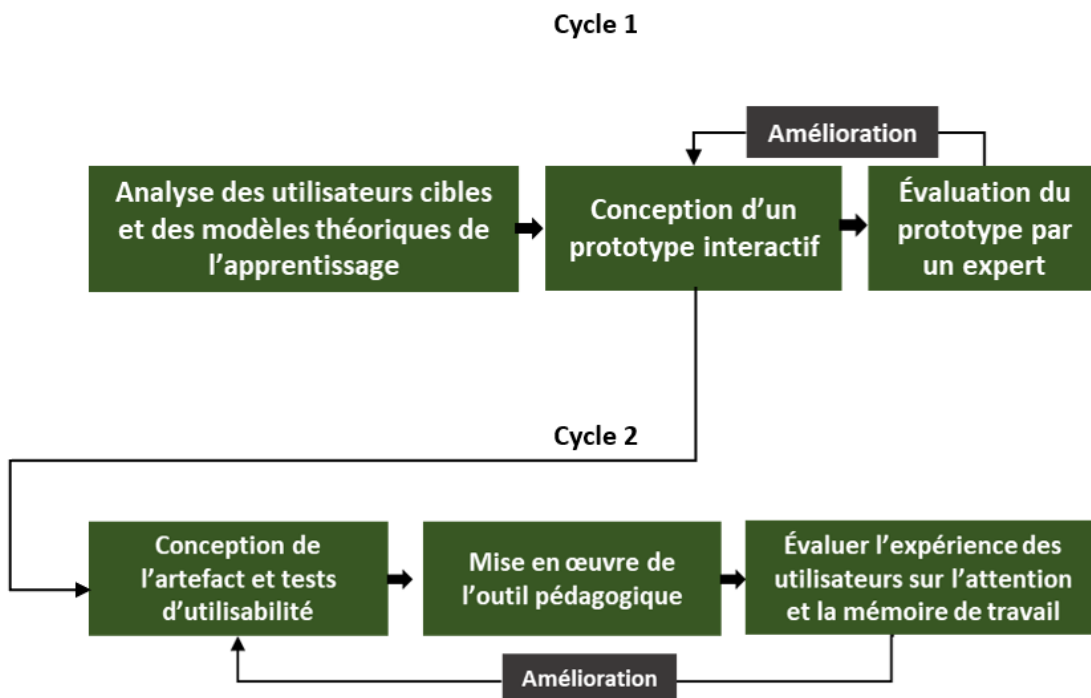 Cycle 1
Amélioration
Analyse des utilisateurs cibles
et des modèles théoriques de
l’apprentissage
Conception d’un
prototype interactif
Évaluation du
prototype par
un expert
Cycle 2
Conception de
l’artefact et tests
d’utilisabilité
Mise en œuvre de
l’outil pédagogique
Évaluer l’expérience des
utilisateurs sur l’attention
et la mémoire de travail
Amélioration